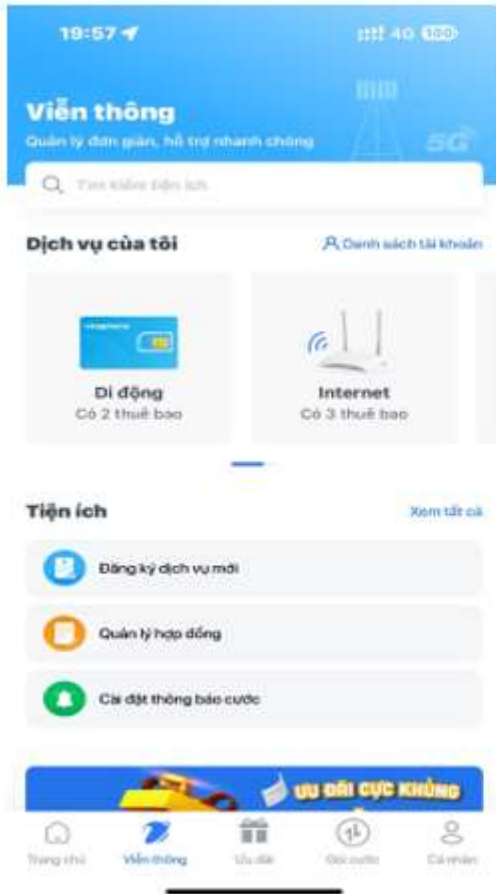 19:57
4G 100
Viễn thông
Quản lý đơn giản, hỗ trợ nhanh chóng
5G
Tìm kiếm tiện ích
Dịch vụ của tôi
Danh sách tài khoản
Di động
Có 2 thuê bao
Internet
Có 3 thuê bao
Tiện ích
Xem tất cả
Đăng ký dịch vụ mới
Quản lý hợp đồng
Cài đặt thông báo cước
ƯU ĐÃI CỰC KHỦNG
Trang chủ
Viễn thông
Ưu đãi
Gói cước
Cá nhân